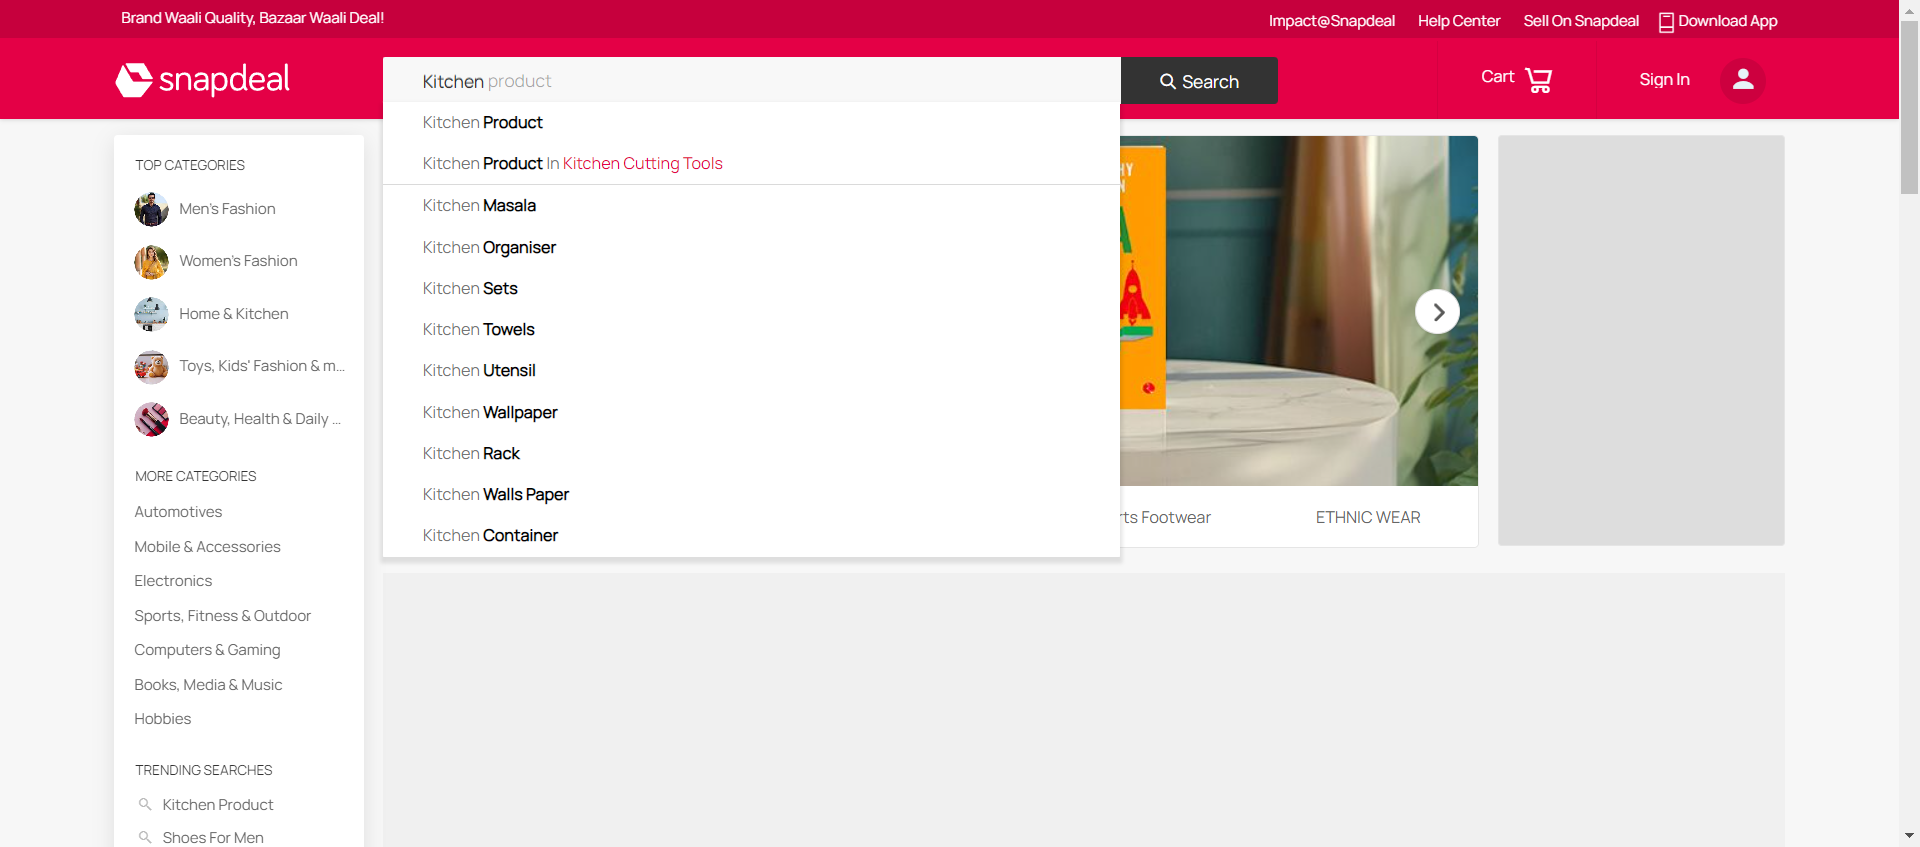 Brand Waali Quality, Bazaar Waali Deal!
Impact@Snapdeal Help Center Sell On Snapdeal Download App
snapdeal
Kitchen product
Search
Cart
Sign In
Kitchen Product
Kitchen Product In Kitchen Cutting Tools
Kitchen Masala
Kitchen Organiser
Kitchen Sets
Kitchen Towels
Kitchen Utensil
Kitchen Wallpaper
Kitchen Rack
Kitchen Walls Paper
Kitchen Container
TOP CATEGORIES
Men's Fashion
Women's Fashion
Home & Kitchen
Toys, Kids' Fashion & m...
Beauty, Health & Daily ...
MORE CATEGORIES
Automotives
Mobile & Accessories
Electronics
Sports, Fitness & Outdoor
Computers & Gaming
Books, Media & Music
Hobbies
TRENDING SEARCHES
Kitchen Product
Shoes For Men
HY
N
A
rts Footwear
ETHNIC WEAR